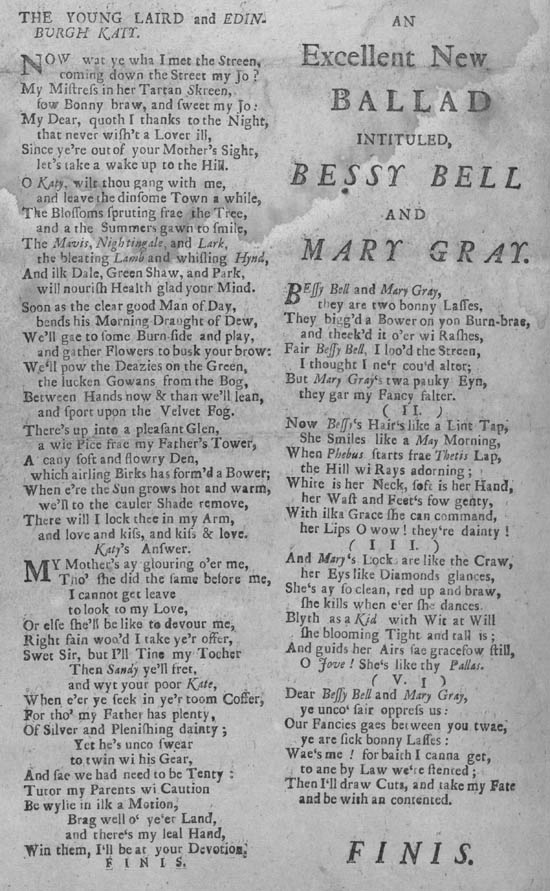 THE YOUNG LAIRD and EDIN-
BURGH KATY.
NOW wat ye wha I met the Streen,
coming down the Street my Jo?
My Miſtreſs in her Tartan Skreen,
ſow Bonny braw, and ſweet my Jo:
My Dear, quoth I thanks to the Night,
that never wiſh't a Lover ill,
Since ye're out of your Mother's Sight,
let's take a wake up to the Hill.
O Katy, wilt thou gang with me,
and leave the dinſome Town a while,
The Bloſſoms ſpruting frae the Tree,
and a the Summers gawn to ſmile,
The Mavis, Nightingale, and Lark,
the bleating Lamb and whiſling Hynd,
And ilk Dale, Green Shaw, and Park,
will nouriſh Health glad your Mind.
Soon as the clear good Man of Day,
bends his Morning Draught of Dew,
We'll gae to ſome Burn-ſide and play,
and gather Flowers to busk your brow:
We'll pow the Deazies on the Green,
the lucken Gowans from the Bog,
Between Hands now & than we'll lean,
and ſport upon the Velvet Fog.
There's up into a pleaſant Glen,
a wie Pice frae my Father's Tower,
A cany ſoft and flowry Den,
which airling Birks has form'd a Bower;
When e're the Sun grows hot and warm,
we'll to the cauler Shade remove,
There will I lock thee in my Arm,
and love and kiſs, and kiſs & love.
Katy's Anſwer.
MY Mother's ay glouring o'er me,
Tho' ſhe did the ſame before me,
I cannot get leave
to look to my Love,
Or elſe ſhe'll be like to devour me,
Right fain woo'd I take ye'r offer,
Swet Sir, but I'll Tine my Tocher
Then Sandy ye'll fret,
and wyt your poor Kate,
When e'er ye ſeek in ye'r toom Coffer,
For tho' my Father has plenty,
Of Silver and Pleniſhing dainty;
Yet he's unco ſwear
to twin wi his Gear,
And ſae we had need to be Tenty:
Tutor my Parents wi Caution
Be wylie in ilk a Motion,
Brag well o' ye'er Land,
and there's my leal Hand,
Win them, I'll be at your Devotion.
FINIS.
AN
Excellent New
BALLAD
INTITULED,
BESSY BELL
AND
MARY GRAY.
BEſſy Bell and Mary Gray,
they are two bonny Laſſes,
They bigg'd a Bower on yon Burn-brae,
and theek'd it o'er wi Raſhes,
Fair Beſſy Bell, I loo'd the Streen,
I thought I ne'r cou'd alter;
But Mary Gray's twa pauky Eyn,
they gar my Fancy falter.
( II. )
Now Beſſy's Hair's like a Lint Tap,
She Smiles like a May Morning,
When Phebus ſtarts frae Thetis Lap,
the Hill wi Rays adorning;
White is her Neck, ſoft is her Hand,
her Waſt and Feet's fow genty,
With ilka Grace ſhe can command,
her Lips O wow! they're dainty!
( III. )
And Mary's Lock are like the Craw,
her Eys like Diamonds glances,
She's ay ſo clean, red up and braw,
ſhe kills when e'er ſhe dances.
Blyth as a Kid with Wit at Will
ſhe blooming Tight and tall is;
And guids her Airs ſae gracefow ſtill,
O Jove! She's like thy Pallas.
( V. I )
Dear Beſſy Bell and Mary Gray,
ye unco' ſair oppreſs us:
Our Fancies gaes between you twae,
ye are ſick bonny Laſſes:
Wae's me! for baith I canna get,
to ane by Law we're ſtented;
Then I'll draw Cuts, and take my Fate
and be with an contented.
FINIS.